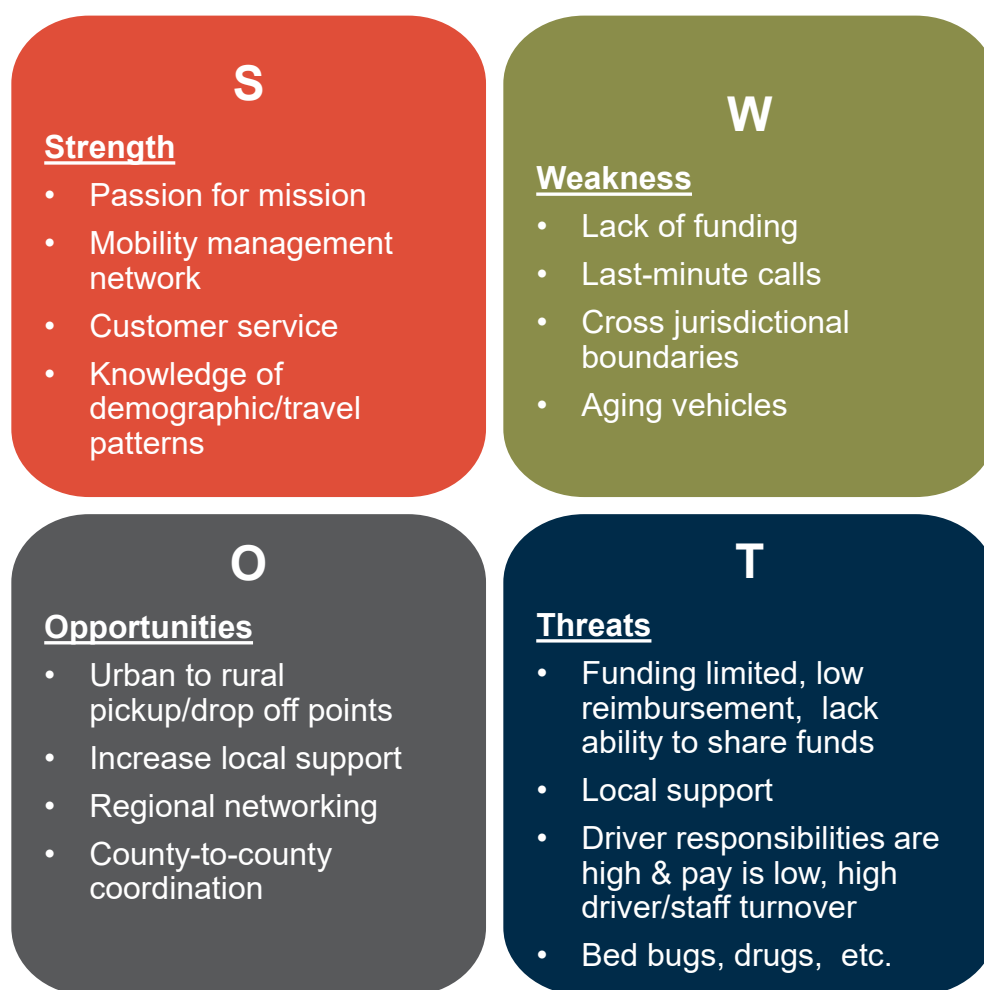 S
Strength
• Passion for mission
• Mobility management
network
• Customer service
• Knowledge of
demographic/travel
patterns
W
Weakness
• Lack of funding
• Last-minute calls
• Cross jurisdictional
boundaries
• Aging vehicles
O
Opportunities
• Urban to rural
pickup/drop off points
• Increase local support
• Regional networking
• County-to-county
coordination
T
Threats
• Funding limited, low
reimbursement,  lack
ability to share funds
• Local support
• Driver responsibilities are
high & pay is low, high
driver/staff turnover
• Bed bugs, drugs,  etc.